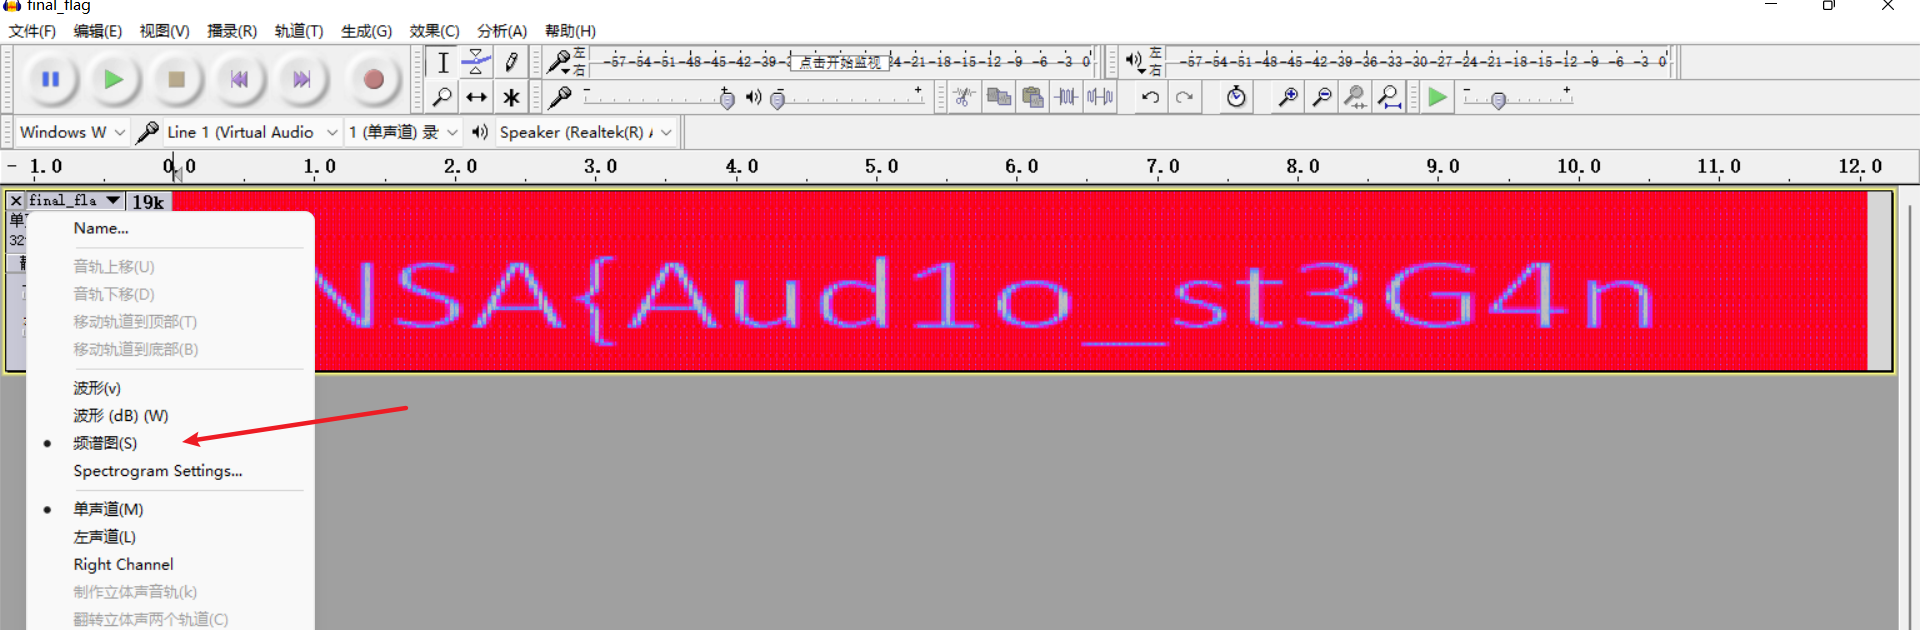 final_flag
文件(F) 编辑(E) 视图(V) 播录(R) 轨道(T) 生成(G) 效果(C) 分析(A) 帮助(H)
左 右 -57-54-51-48-45-42-39-3 点击开始监视 24-21-18-15-12 -9 -6 -3 0
左 右 -57-54-51-48-45-42-39-36-33-30-27-24-21-18-15-12 -9 -6 -3 0
Windows W Line 1 (Virtual Audio 1 (单声道) 录 Speaker (Realtek(R)
- 1.0 0.0 1.0 2.0 3.0 4.0 5.0 6.0 7.0 8.0 9.0 10.0 11.0 12.0
final_fla 19k
单
32
NSA{Aud1o_st3G4n
Name...
音轨上移(U)
音轨下移(D)
移动轨道到顶部(T)
移动轨道到底部(B)
波形(v)
波形 (dB) (W)
频谱图(S)
Spectrogram Settings...
单声道(M)
左声道(L)
Right Channel
制作立体声音轨(k)
翻转立体声两个轨道(C)